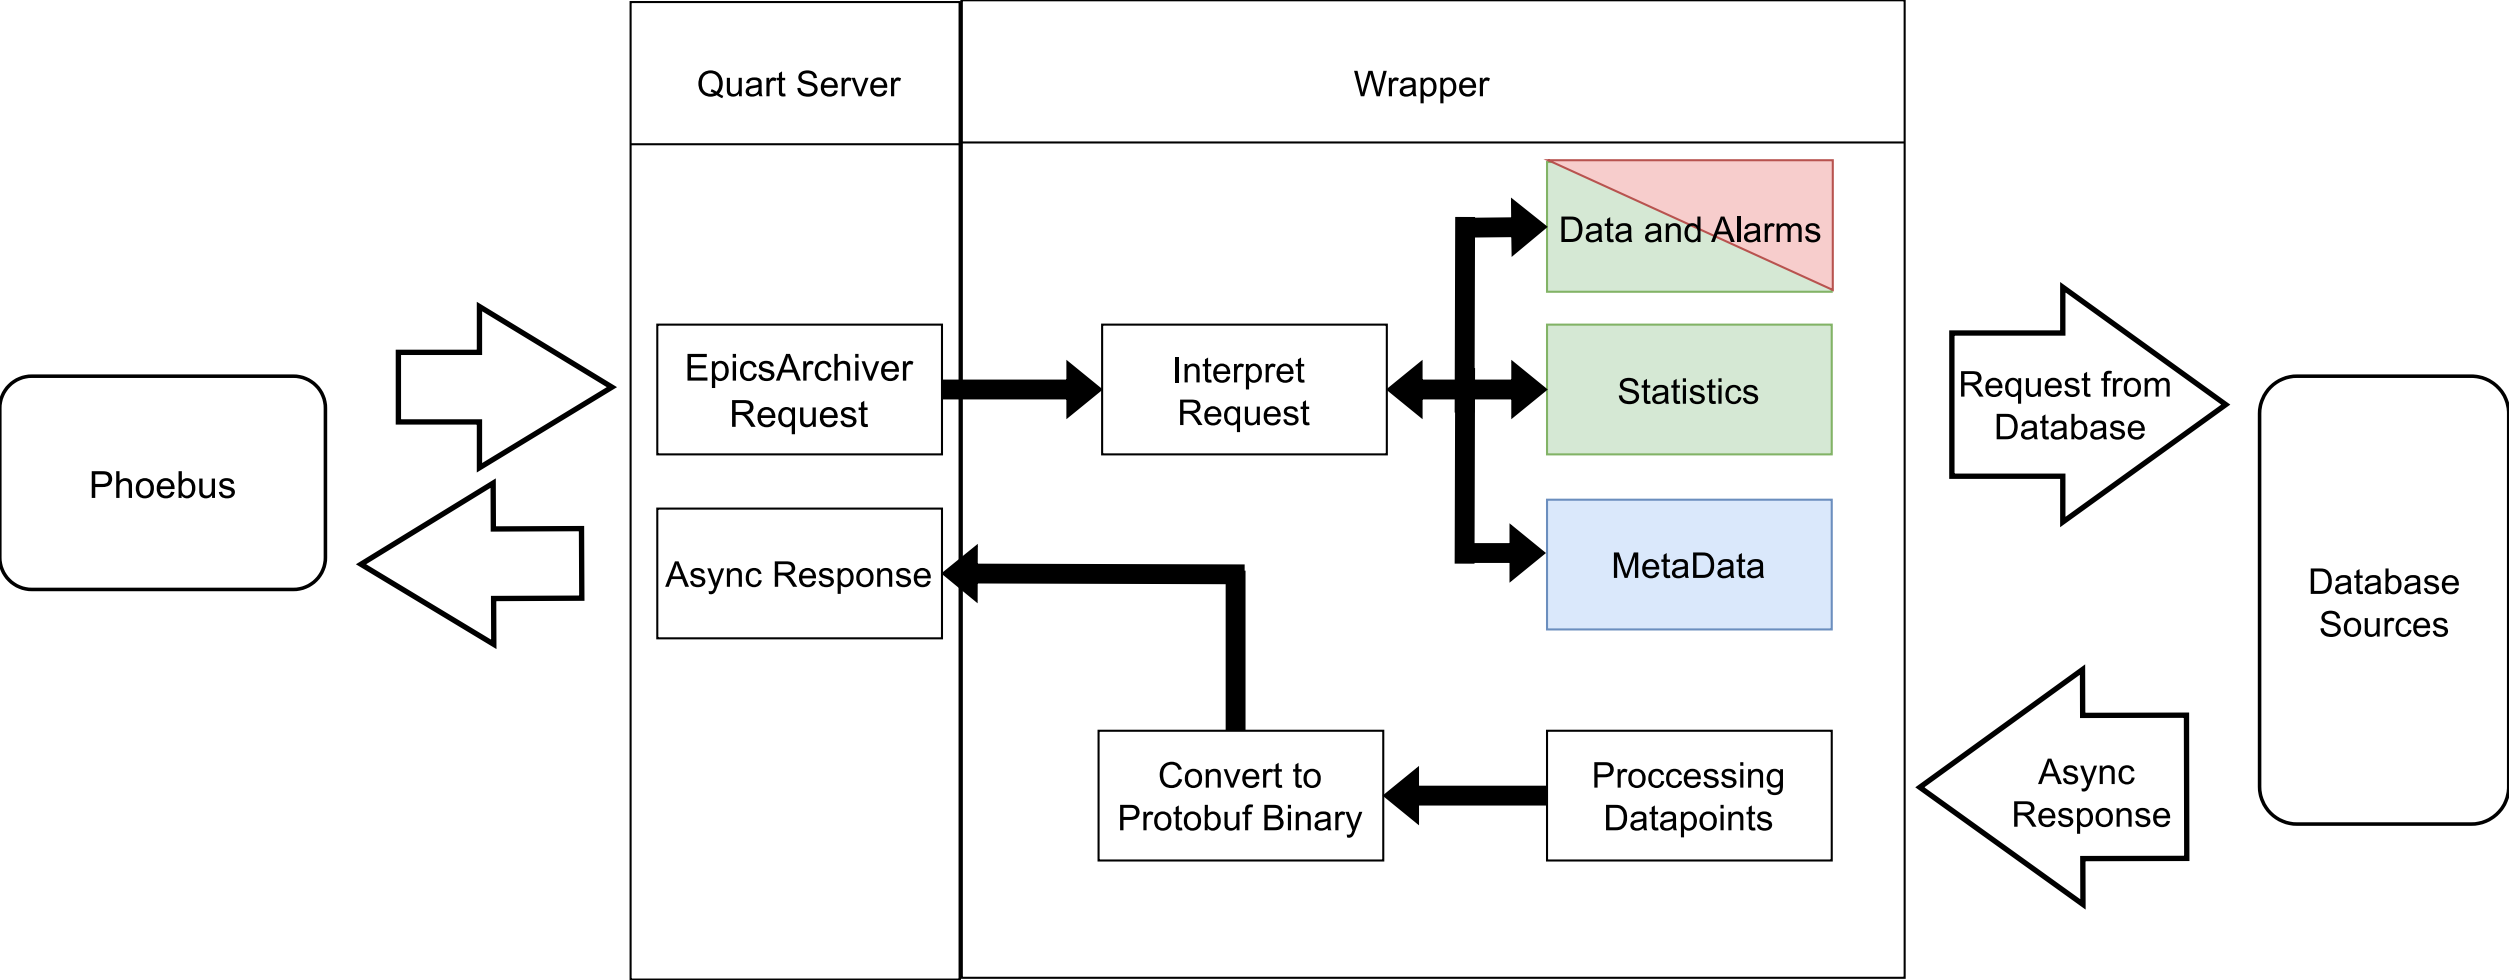 Quart Server
Wrapper
Phoebus
EpicsArchiver
Request
Async Response
Interpret
Request
Data and Alarms
Statistics
MetaData
Convert to
Protobuf Binary
Proccessing
Datapoints
Request from
Database
Async
Response
Database
Sources